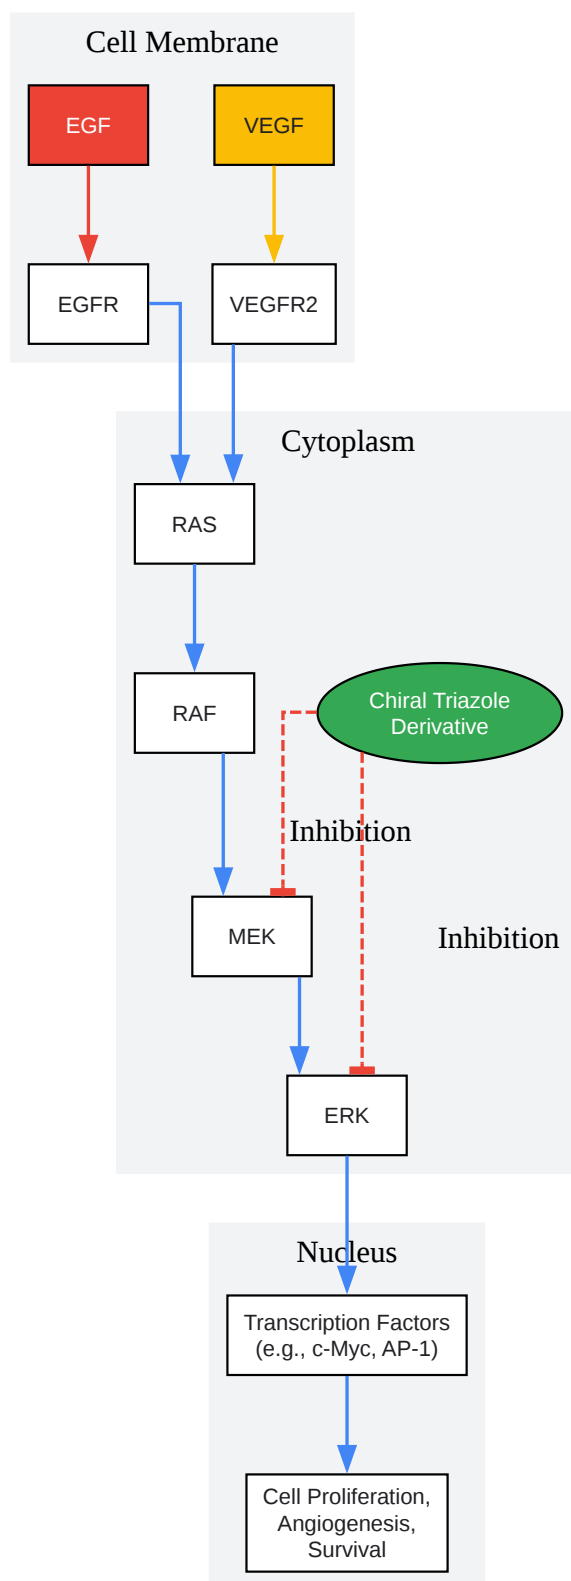 Cell Membrane
EGF
VEGF
EGFR
VEGFR2
Cytoplasm
RAS
RAF
Chiral Triazole
Derivative
Inhibition
MEK
Inhibition
ERK
Nucleus
Transcription Factors
(e.g., c-Myc, AP-1)
Cell Proliferation,
Angiogenesis,
Survival